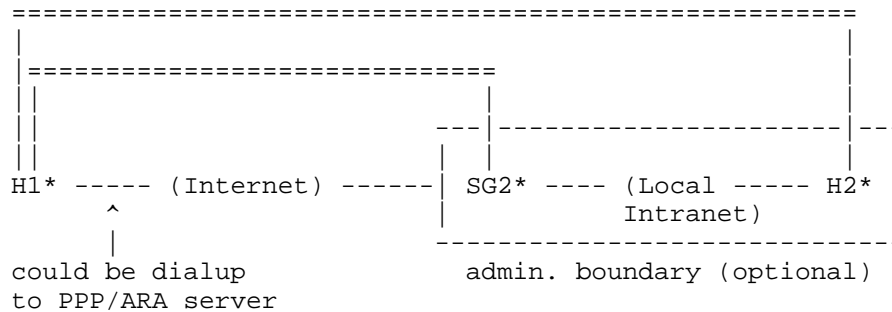 ======================================================
|                                                    |
|==============================                      |
||                            |                      |
||                         ---|----------------------|--
||                         |  |                      |
H1* ----- (Internet) ------| SG2* ---- (Local ----- H2*
^                          |           Intranet)
|                          ------------------------------
could be dialup              admin. boundary (optional)
to PPP/ARA server